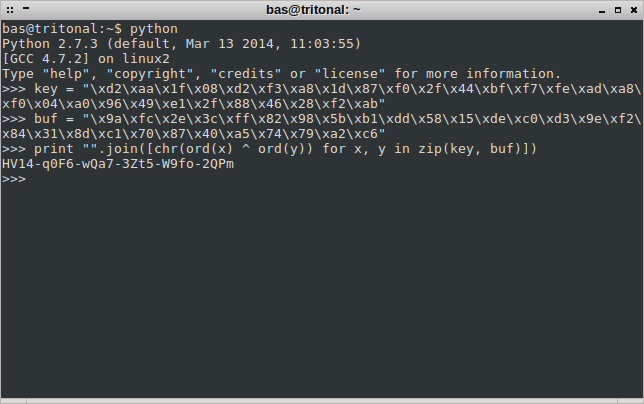 bas@tritonal: ~
bas@tritonal:~$ python
Python 2.7.3 (default, Mar 13 2014, 11:03:55)
[GCC 4.7.2] on linux2
Type "help", "copyright", "credits" or "license" for more information.
>>> key = "\xd2\xaa\x1f\x08\xd2\xf3\xa8\x1d\x87\xf0\x2f\x44\xbf\xf7\xfe\xad\xa8\
xf0\x04\xa0\x96\x49\xe1\x2f\x88\x46\x28\xf2\xab"
>>> buf = "\x9a\xfc\x2e\x3c\xff\x82\x98\x5b\xb1\xdd\x58\x15\xde\xc0\xd3\x9e\xf2\
x84\x31\x8d\xc1\x70\x87\x40\xa5\x74\x79\xa2\xc6"
>>> print "".join([chr(ord(x) ^ ord(y)) for x, y in zip(key, buf)])
HV14-q0F6-wQa7-3Zt5-W9fo-2QPm
>>>